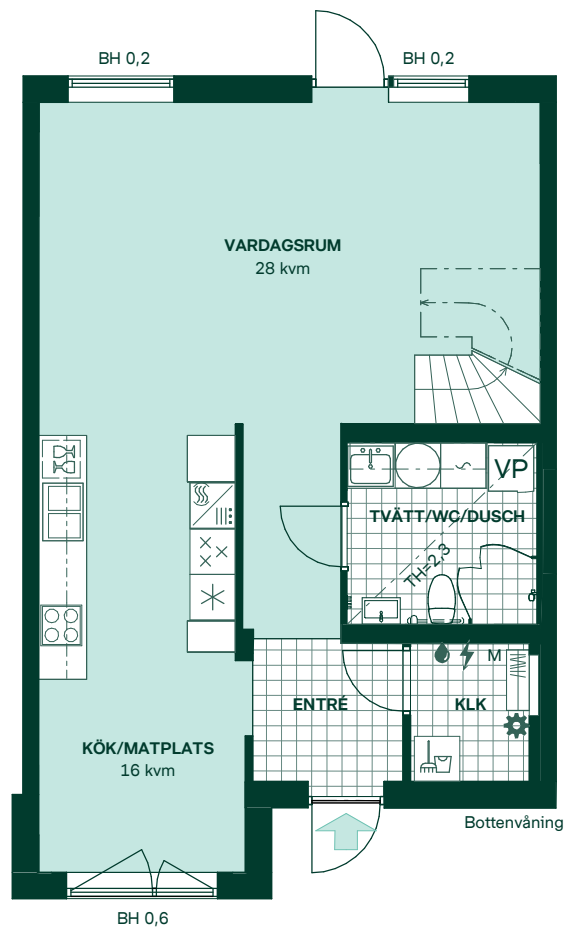 BH 0,2
BH 0,2
VARDAGSRUM
28 kvm
VP
TVÄTT/WC/DUSCH
TH=2,3
M
ENTRÉ
KLK
KÖK/MATPLATS
16 kvm
Bottenvåning
BH 0,6